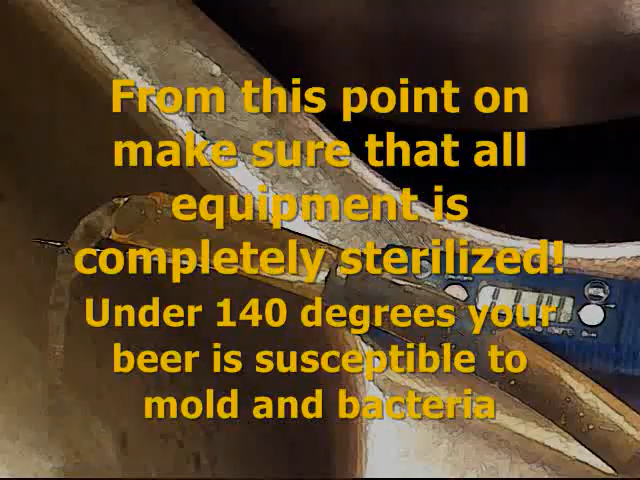 From this point on
make sure that all
equipment is
completely sterilized!
Under 140 degrees your
beer is susceptible to
mold and bacteria